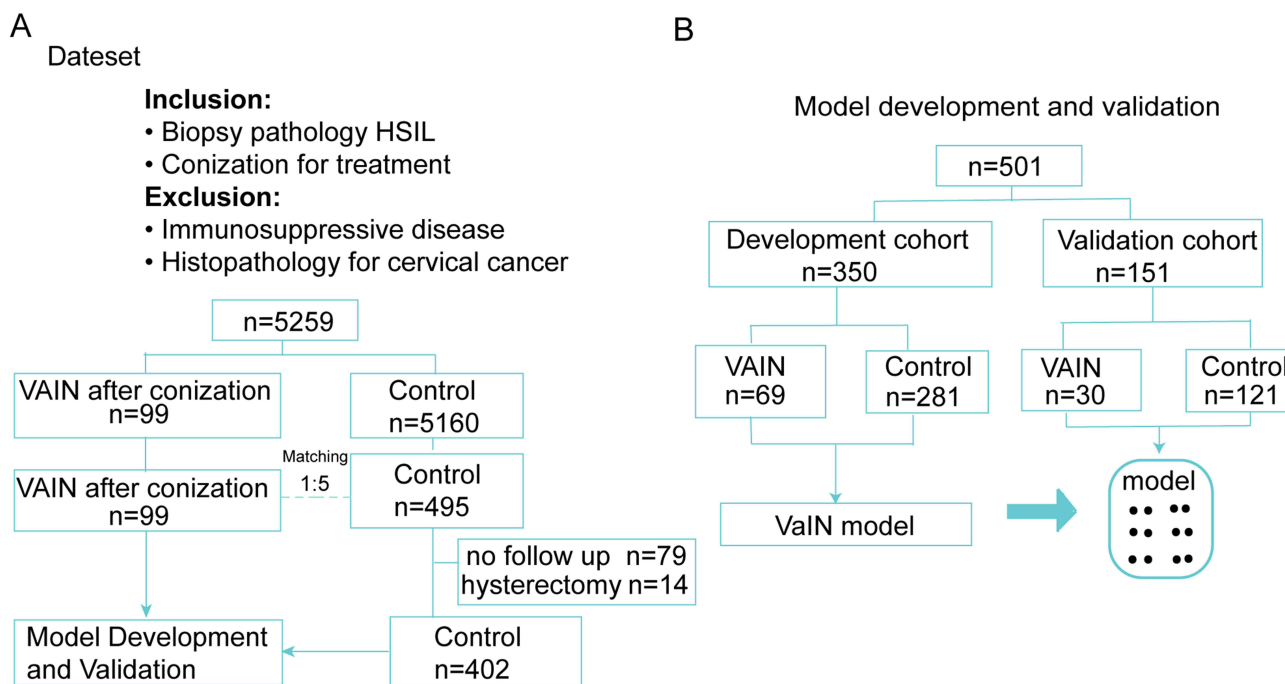 A
Dateset
Inclusion:
• Biopsy pathology HSIL
• Conization for treatment
Exclusion:
• Immunosuppressive disease
• Histopathology for cervical cancer
n=5259
VAIN after conization
n=99
Control
n=5160
VAIN after conization
n=99
Matching
1:5
Control
n=495
no follow up n=79
hysterectomy n=14
Model Development
and Validation
Control
n=402
B
Model development and validation
n=501
Development cohort
n=350
Validation cohort
n=151
VAIN
n=69
Control
n=281
VAIN
n=30
Control
n=121
VaIN model
model